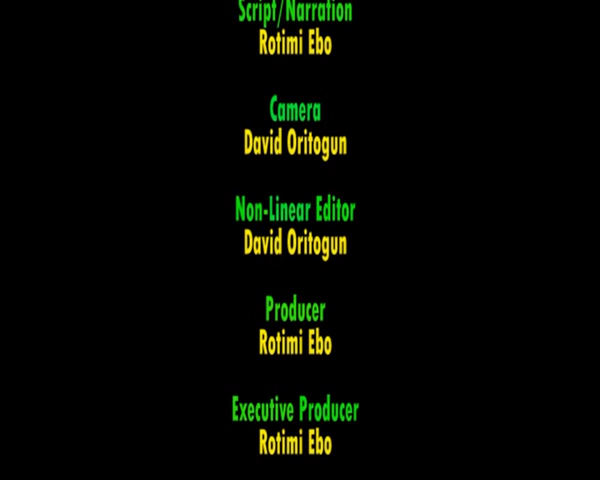 Script/Narration
Rotimi Ebo
Camera
David Oritogun
Non-Linear Editor
David Oritogun
Producer
Rotimi Ebo
Executive Producer
Rotimi Ebo